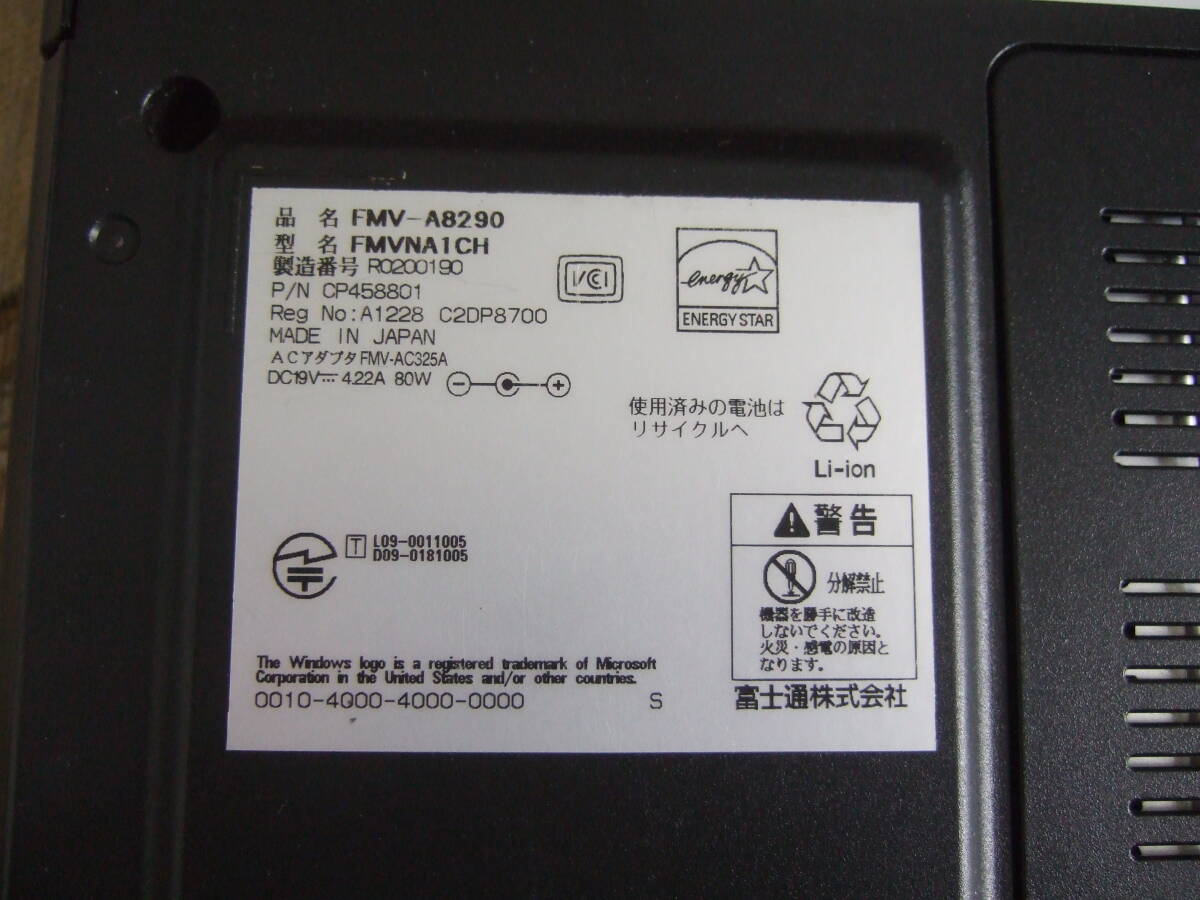 品 名 FMV-A8290
型 名 FMVNA1CH
製造番号 R0200190
P/N CP458801
Reg No:A1228 C2DP8700
MADE IN JAPAN
ACアダプタ FMV-AC325A
DC19V 4.22A 80W
VCI
energy
ENERGY STAR
使用済みの電池は
リサイクルへ
Li-ion
T L09-0011005
D09-0181005
警告
分解禁止
機器を勝手に改造
しないでください。
火災・感電の原因と
なります。
The Windows logo is a registered trademark of Microsoft
Corporation in the United States and/or other countries.
0010-4000-4000-0000 S
富士通株式会社